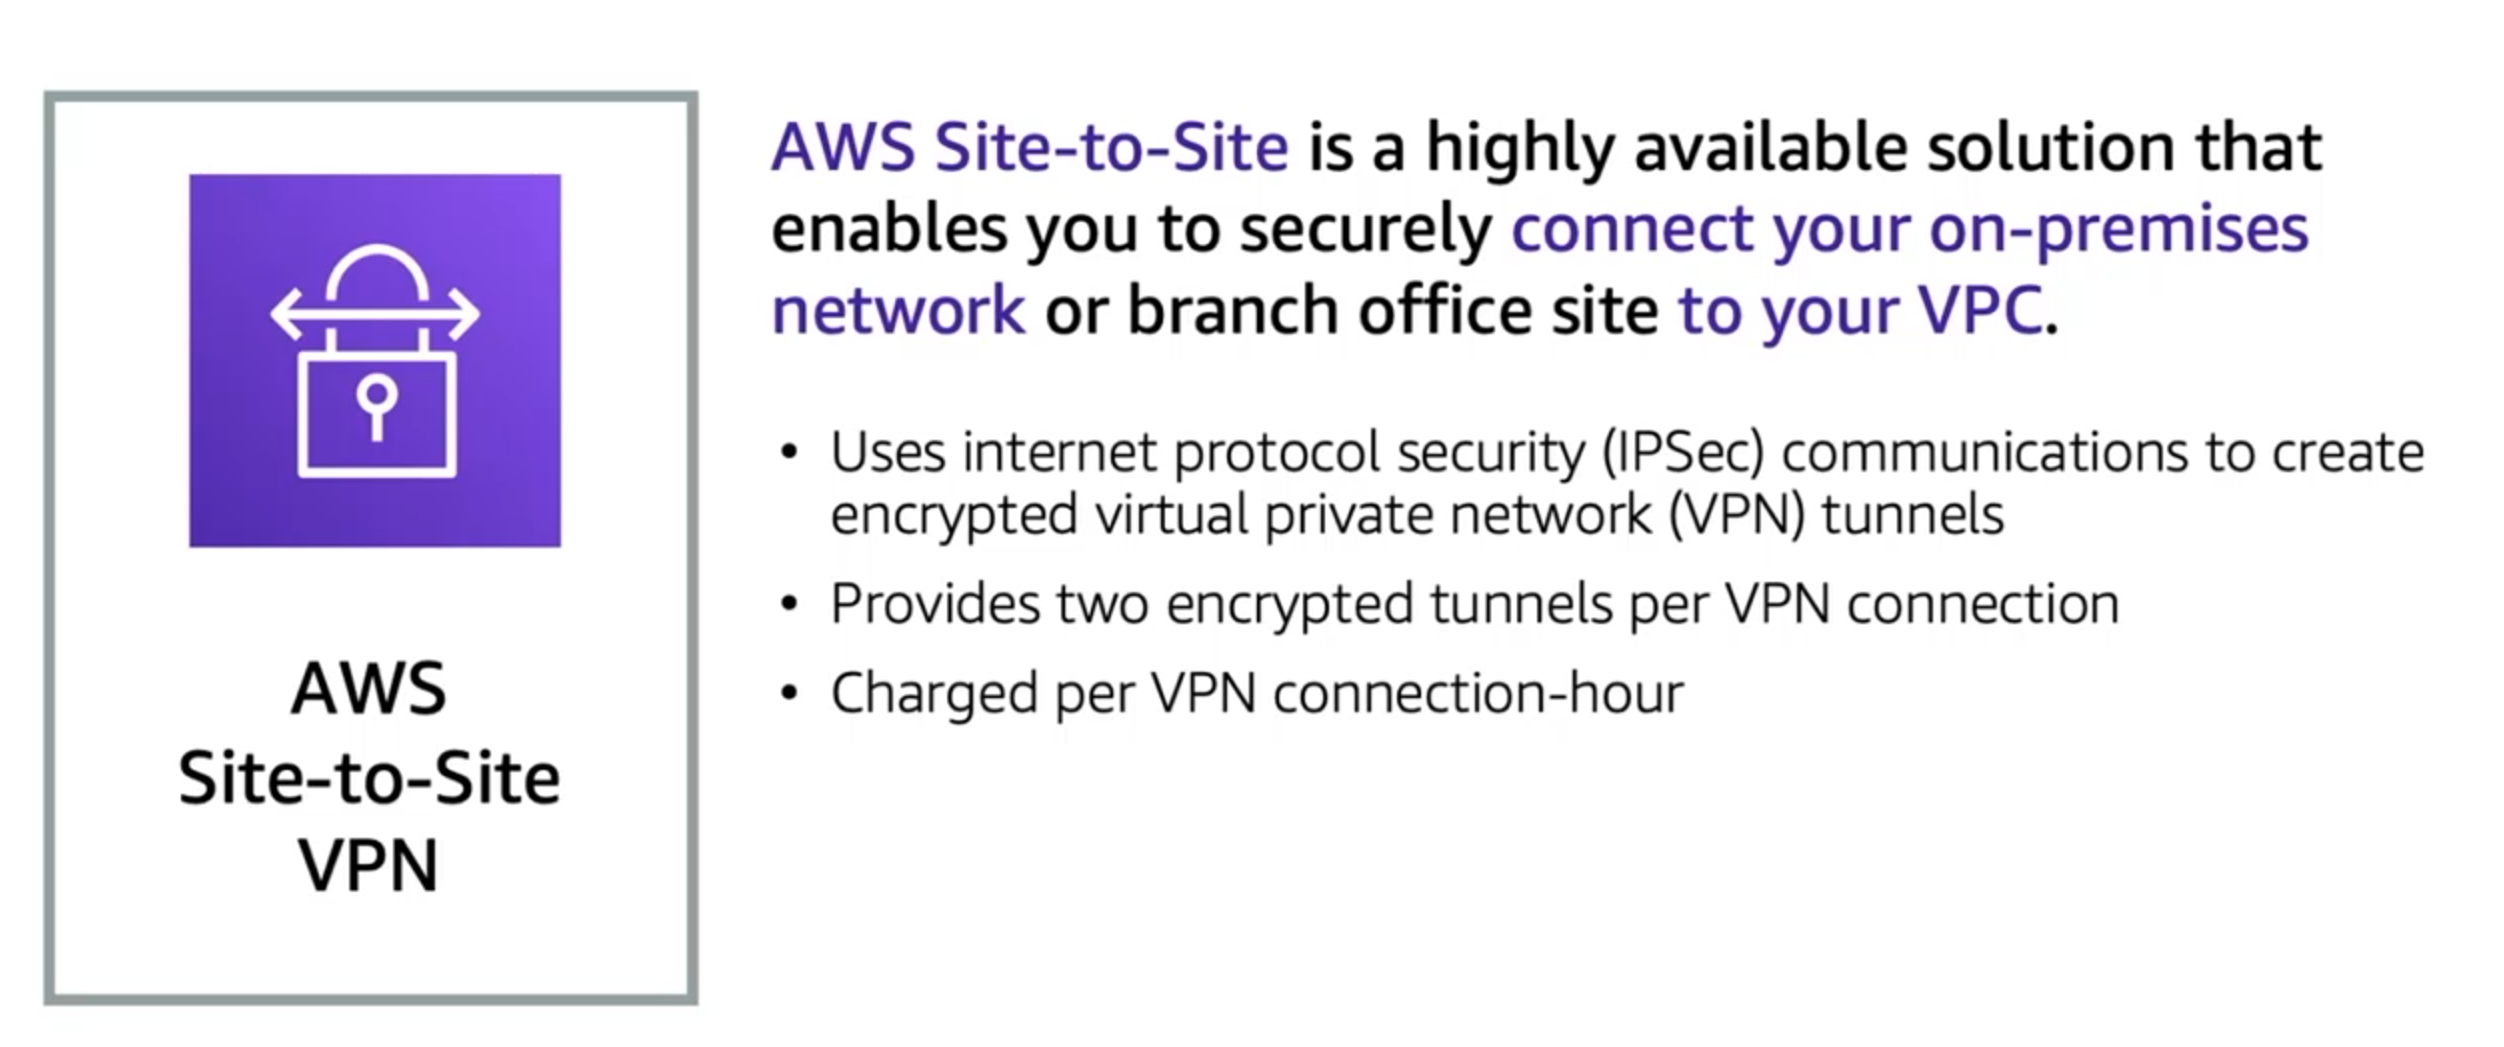 AWS
Site-to-Site
VPN
AWS Site-to-Site is a highly available solution that
enables you to securely connect your on-premises
network or branch office site to your VPC.
• Uses internet protocol security (IPSec) communications to create
encrypted virtual private network (VPN) tunnels
• Provides two encrypted tunnels per VPN connection
• Charged per VPN connection-hour